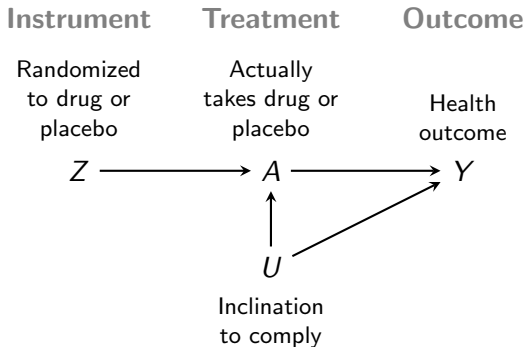 Instrument Treatment Outcome
Randomized
to drug or
placebo
Actually
takes drug or
placebo
Health
outcome
Z A Y
U
Inclination
to comply